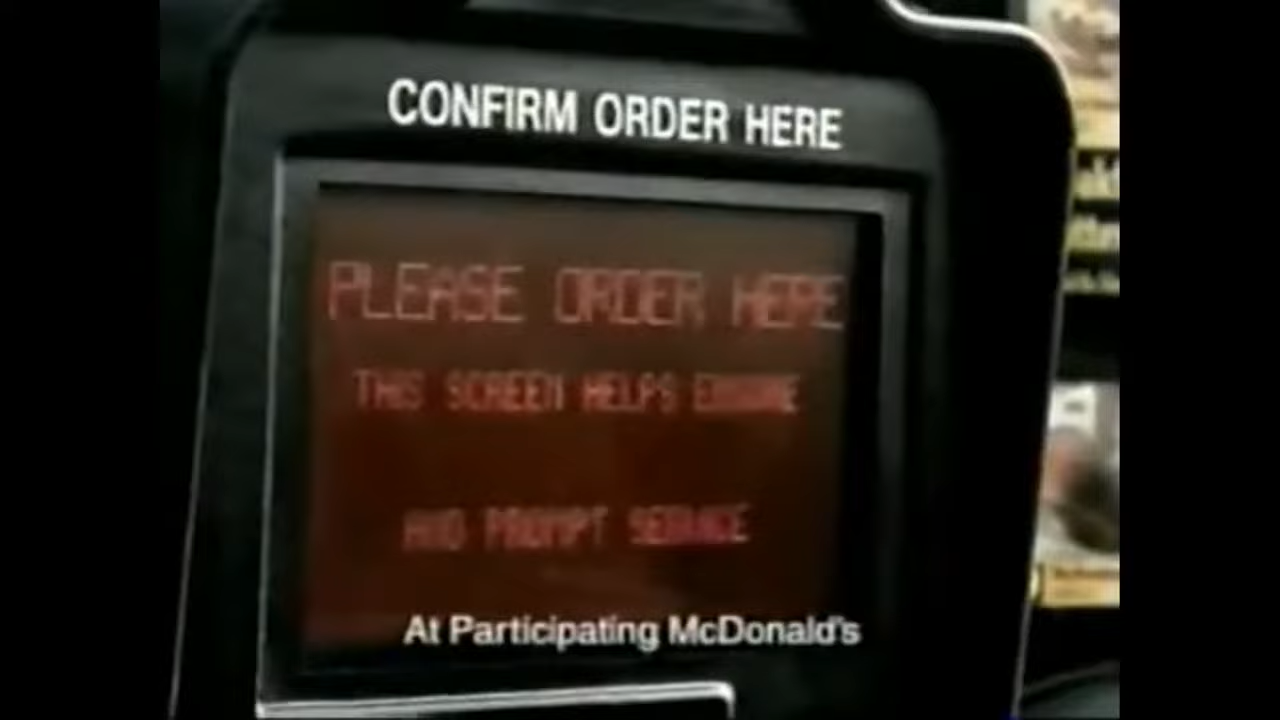 CONFIRM ORDER HERE
PLEASE ORDER HERE
THIS SCREEN HELPS
AND PROMPT SERVICE
At Participating McDonald's